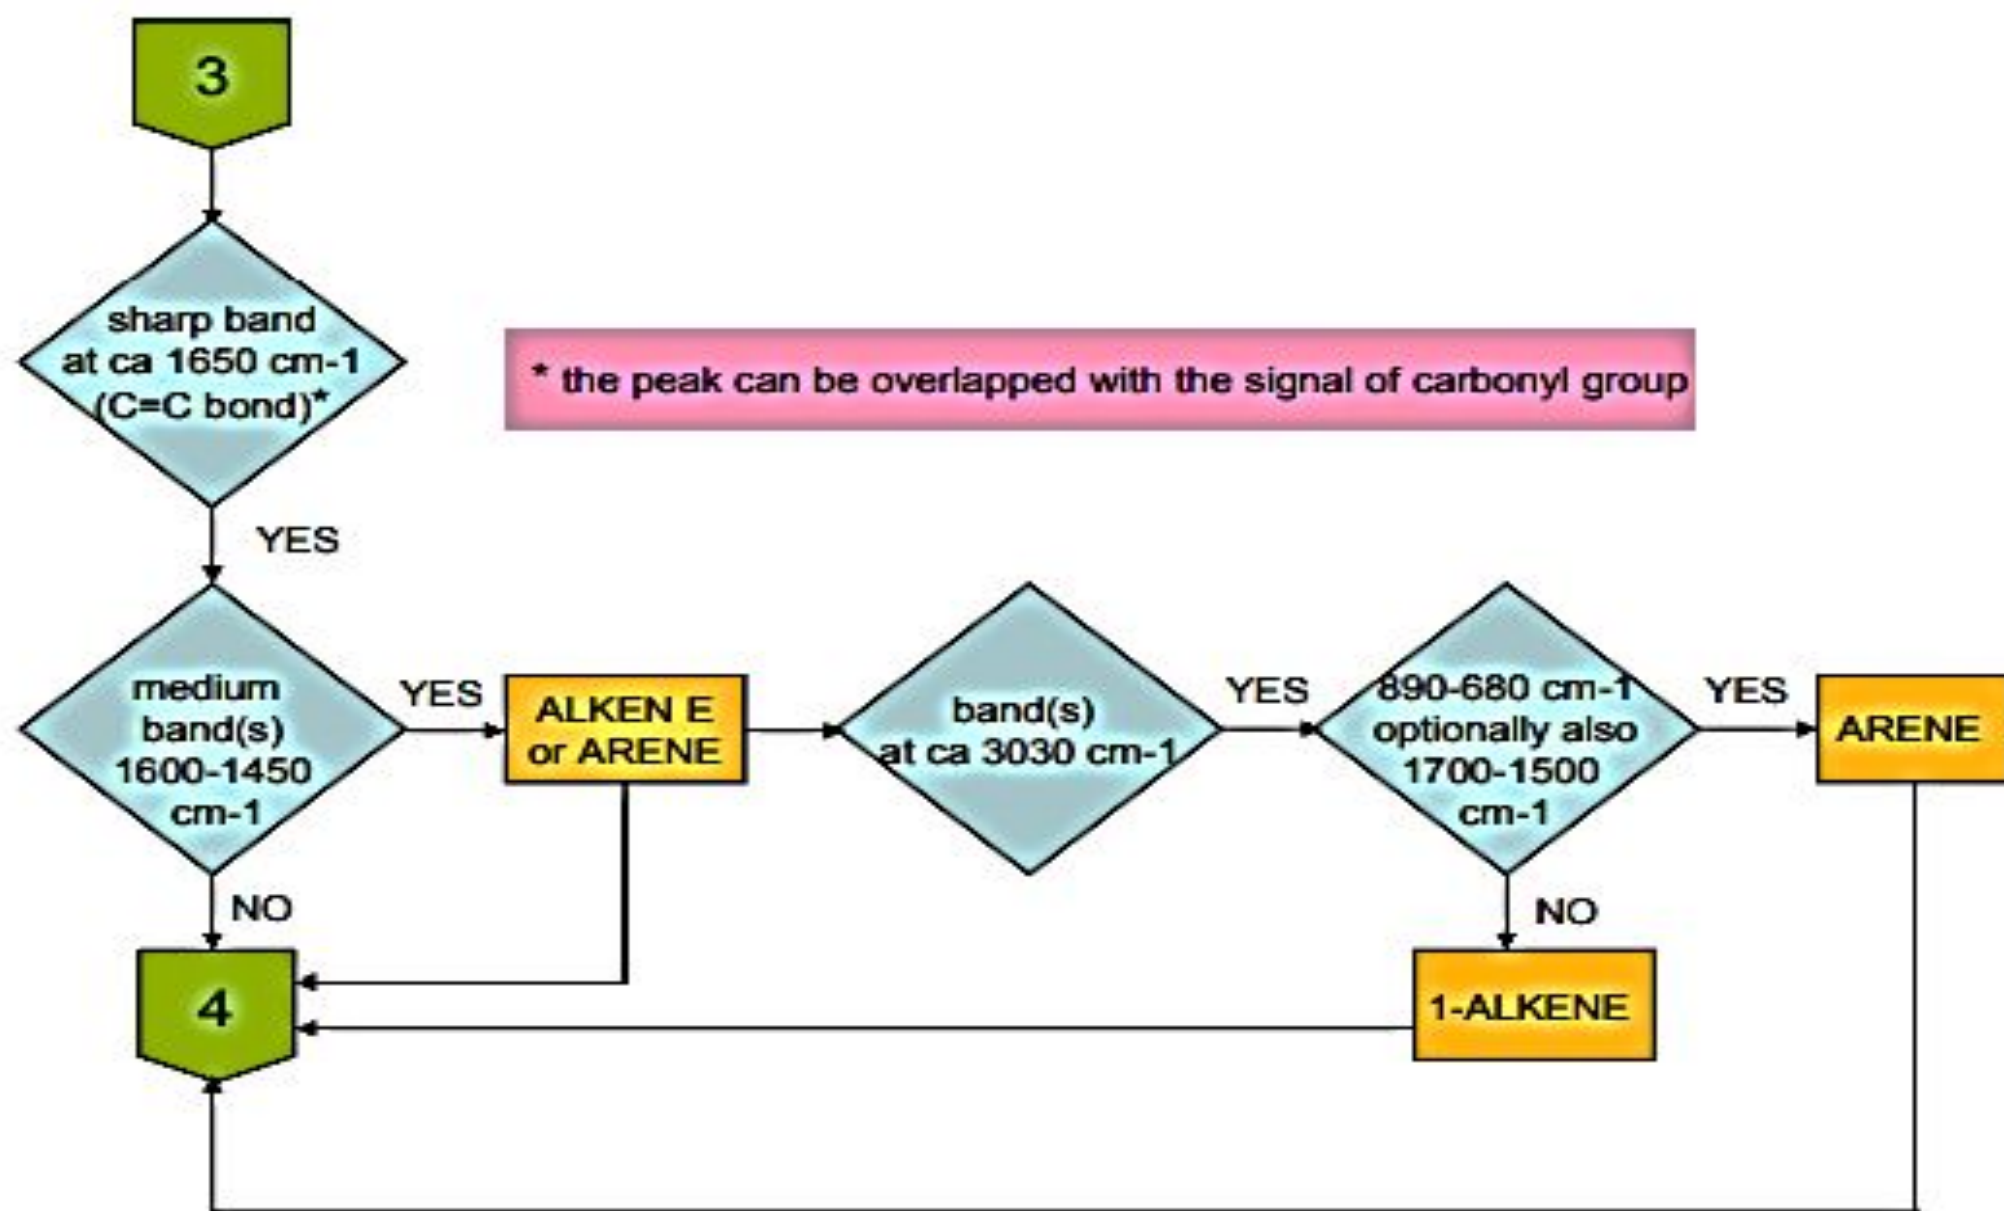 3
sharp band
at ca 1650 cm-1
(C=C bond)*
* the peak can be overlapped with the signal of carbonyl group
YES
medium
band(s)
1600-1450
cm-1
YES
ALKEN E
or ARENE
band(s)
at ca 3030 cm-1
YES
890-680 cm-1
optionally also
1700-1500
cm-1
YES
ARENE
NO
NO
4
1-ALKENE